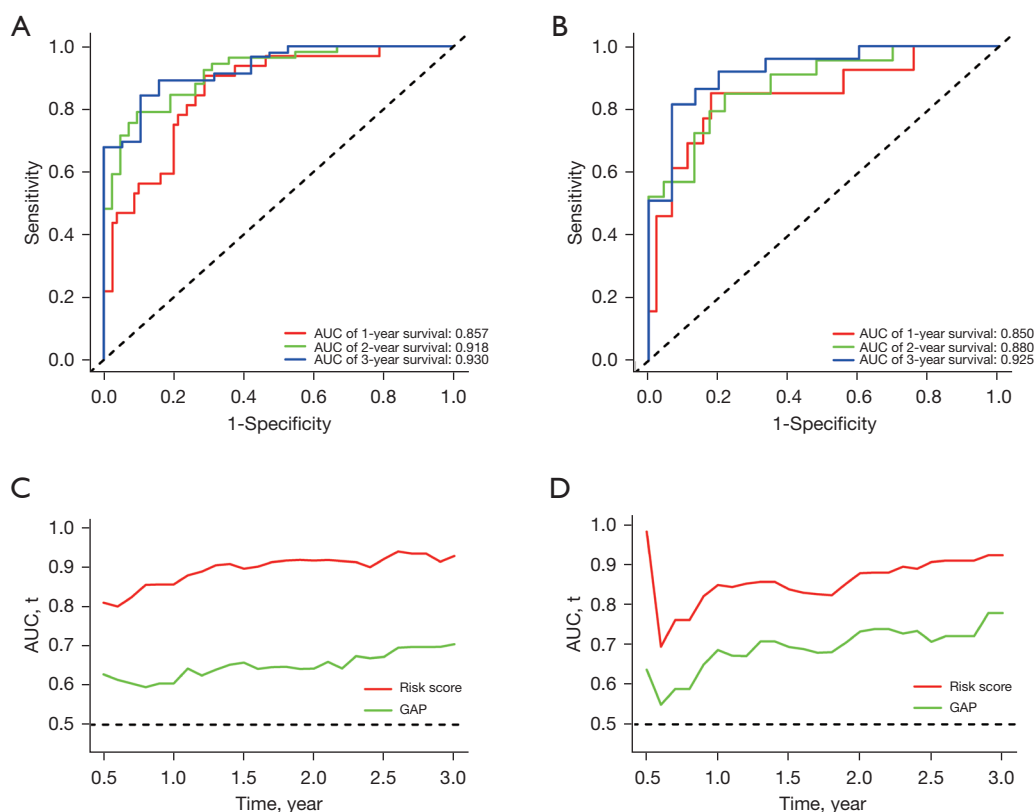 A
1.0
0.8
0.6
0.4
0.2
0.0
Sensitivity
AUC of 1-year survival: 0.857
AUC of 2-year survival: 0.918
AUC of 3-year survival: 0.930
0.0 0.2 0.4 0.6 0.8 1.0
1-Specificity
B
1.0
0.8
0.6
0.4
0.2
0.0
Sensitivity
AUC of 1-year survival: 0.850
AUC of 2-year survival: 0.880
AUC of 3-year survival: 0.925
0.0 0.2 0.4 0.6 0.8 1.0
1-Specificity
C
1.0
0.9
0.8
0.7
0.6
0.5
AUC, t
Risk score
GAP
0.5 1.0 1.5 2.0 2.5 3.0
Time, year
D
1.0
0.9
0.8
0.7
0.6
0.5
AUC, t
Risk score
GAP
0.5 1.0 1.5 2.0 2.5 3.0
Time, year